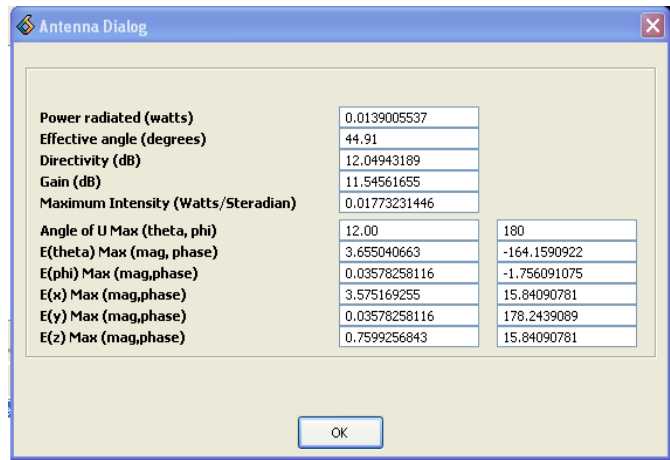 Antenna Dialog
Power radiated (watts) 0.0139005537
Effective angle (degrees) 44.91
Directivity (dB) 12.04943189
Gain (dB) 11.54561655
Maximum Intensity (Watts/Steradian) 0.01773231446
Angle of U Max (theta, phi) 12.00 180
E(theta) Max (mag, phase) 3.655040663 -164.1590922
E(phi) Max (mag,phase) 0.03578258116 -1.756091075
E(x) Max (mag,phase) 3.575169255 15.84090781
E(y) Max (mag,phase) 0.03578258116 178.2439089
E(z) Max (mag,phase) 0.7599256843 15.84090781
OK